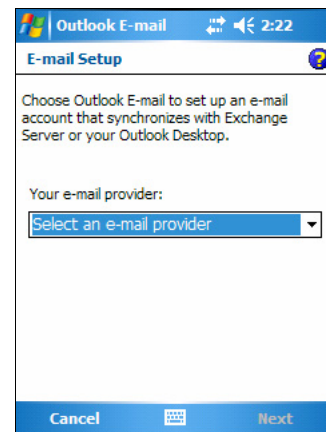 Outlook E-mail 2:22
E-mail Setup
Choose Outlook E-mail to set up an e-mail
account that synchronizes with Exchange
Server or your Outlook Desktop.
Your e-mail provider:
Select an e-mail provider
Cancel Next